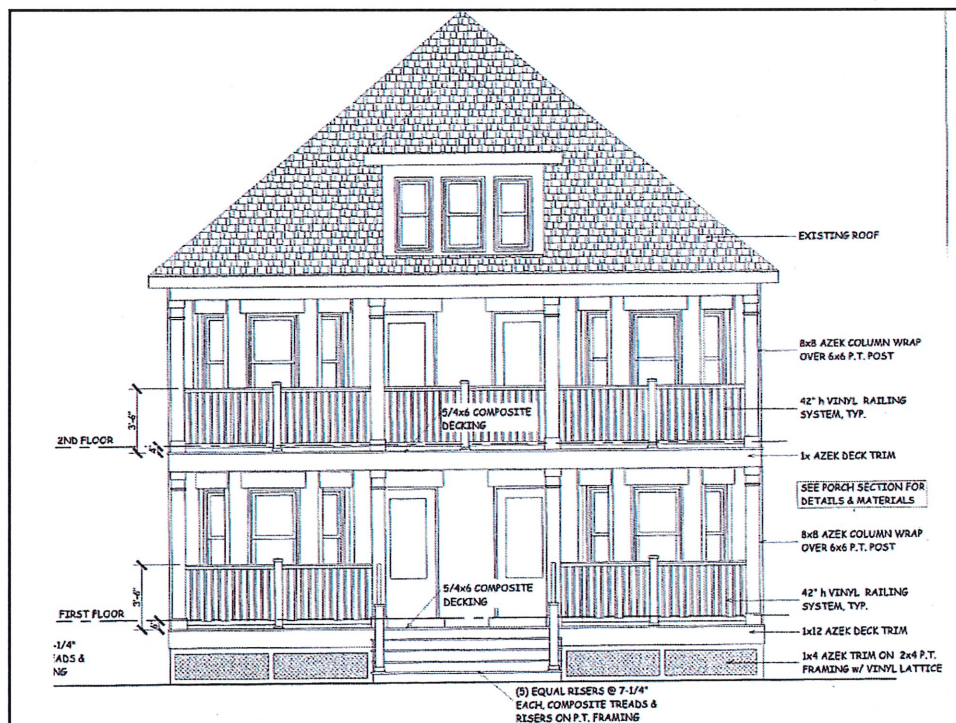 EXISTING ROOF
8x8 AZEK COLUMN WRAP
OVER 6x6 P.T. POST
42" h VINYL RAILING
SYSTEM, TYP.
3'-6"
5/4x6 COMPOSITE
DECKING
2ND FLOOR
1x AZEK DECK TRIM
SEE PORCH SECTION FOR
DETAILS & MATERIALS
8x8 AZEK COLUMN WRAP
OVER 6x6 P.T. POST
3'-6"
5/4x6 COMPOSITE
DECKING
42" h VINYL RAILING
SYSTEM, TYP.
FIRST FLOOR
1x12 AZEK DECK TRIM
-1/4"
EADS &
NG
1x4 AZEK TRIM ON 2x4 P.T.
FRAMING w/ VINYL LATTICE
(5) EQUAL RISERS @ 7-1/4"
EACH, COMPOSITE TREADS &
RISERS ON P.T. FRAMING